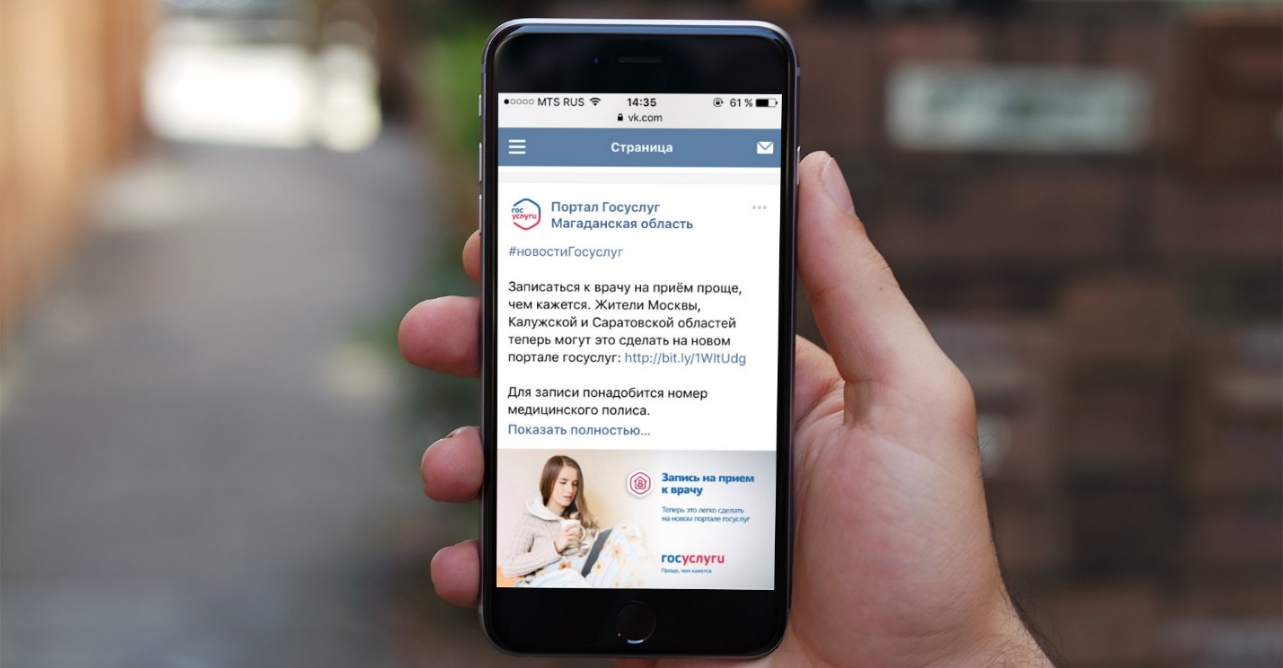 MTS RUS 14:35 61 %
vk.com
Страница
гос
услуги
Портал Госуслуг
Магаданская область
#новостиГосуслуг
Записаться к врачу на приём проще,
чем кажется. Жители Москвы,
Калужской и Саратовской областей
теперь могут это сделать на новом
портале госуслуг: http://bit.ly/1WltUdg
Для записи понадобится номер
медицинского полиса.
Показать полностью...
Запись на прием
к врачу
Теперь это легко сделать
на новом портале госуслуг
госуслуги
Проще, чем кажется